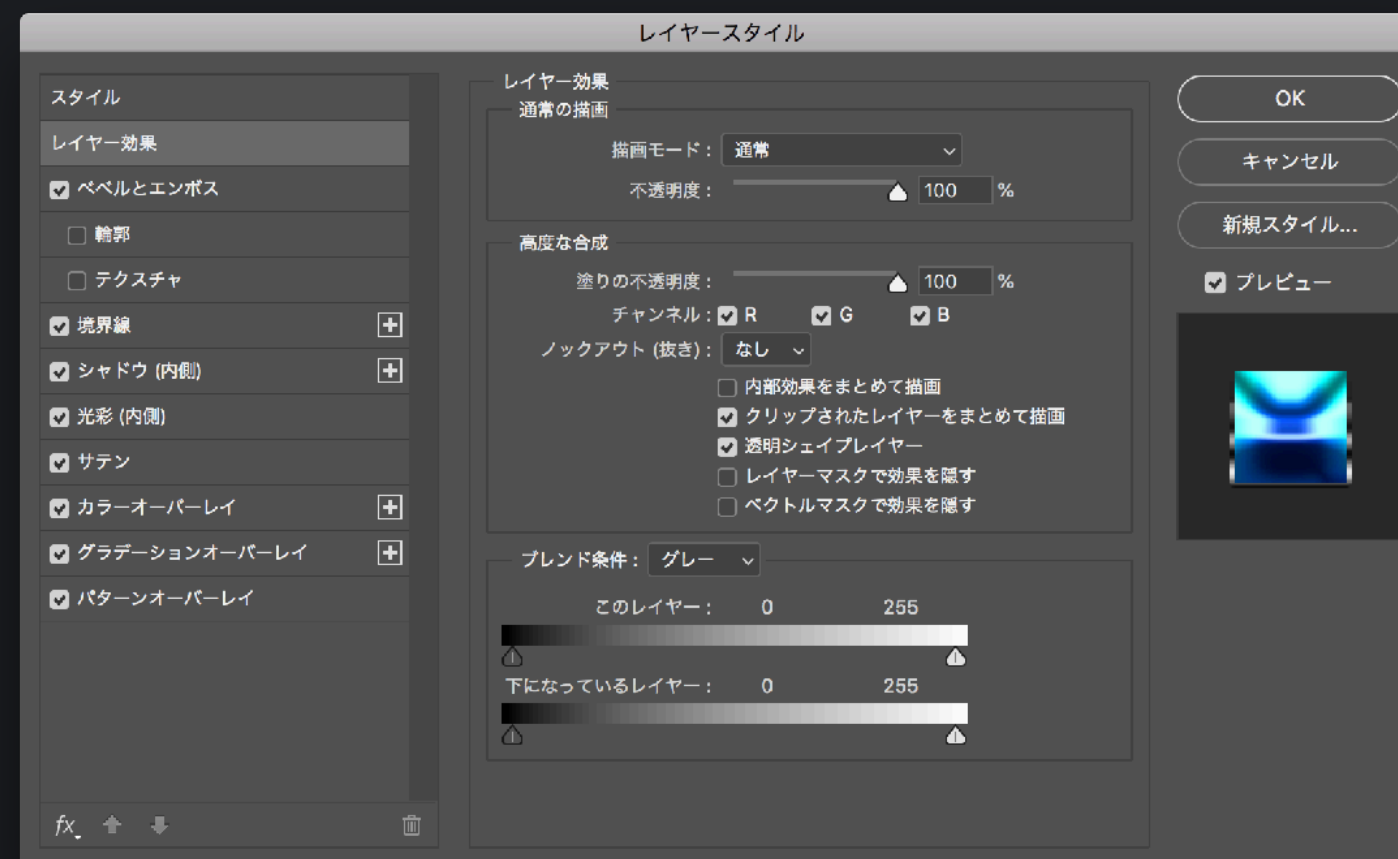 レイヤースタイル
スタイル
レイヤー効果
ベベルとエンボス
輪郭
テクスチャ
境界線
シャドウ (内側)
光彩 (内側)
サテン
カラーオーバーレイ
グラデーションオーバーレイ
パターンオーバーレイ
fx
レイヤー効果
通常の描画
描画モード： 通常
不透明度： 100 %
高度な合成
塗りの不透明度： 100 %
チャンネル： R G B
ノックアウト (抜き)： なし
内部効果をまとめて描画
クリップされたレイヤーをまとめて描画
透明シェイプレイヤー
レイヤーマスクで効果を隠す
ベクトルマスクで効果を隠す
ブレンド条件： グレー
このレイヤー： 0 255
下になっているレイヤー： 0 255
OK
キャンセル
新規スタイル...
プレビュー